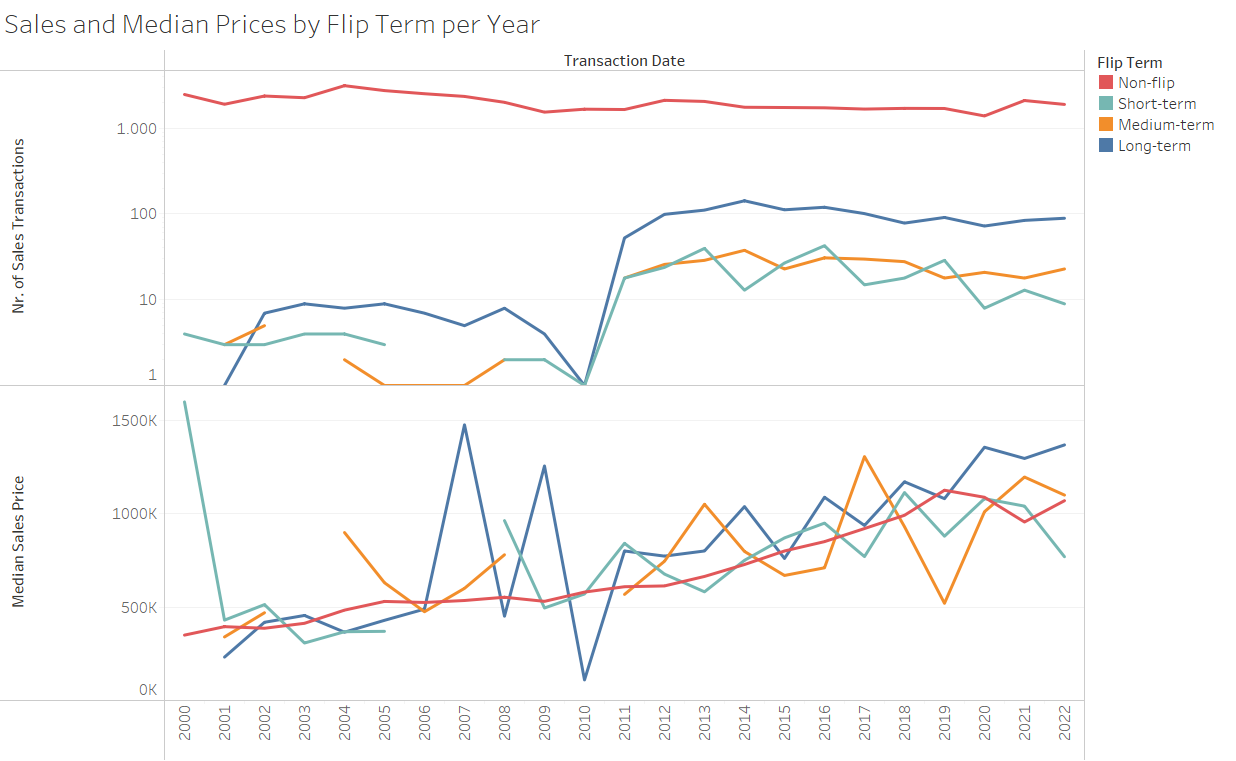 Sales and Median Prices by Flip Term per Year
Transaction Date
Flip Term
Non-flip
Short-term
Medium-term
Long-term
Nr. of Sales Transactions
1.000
100
10
1
Median Sales Price
1500K
1000K
500K
0K
2000 2001 2002 2003 2004 2005 2006 2007 2008 2009 2010 2011 2012 2013 2014 2015 2016 2017 2018 2019 2020 2021 2022